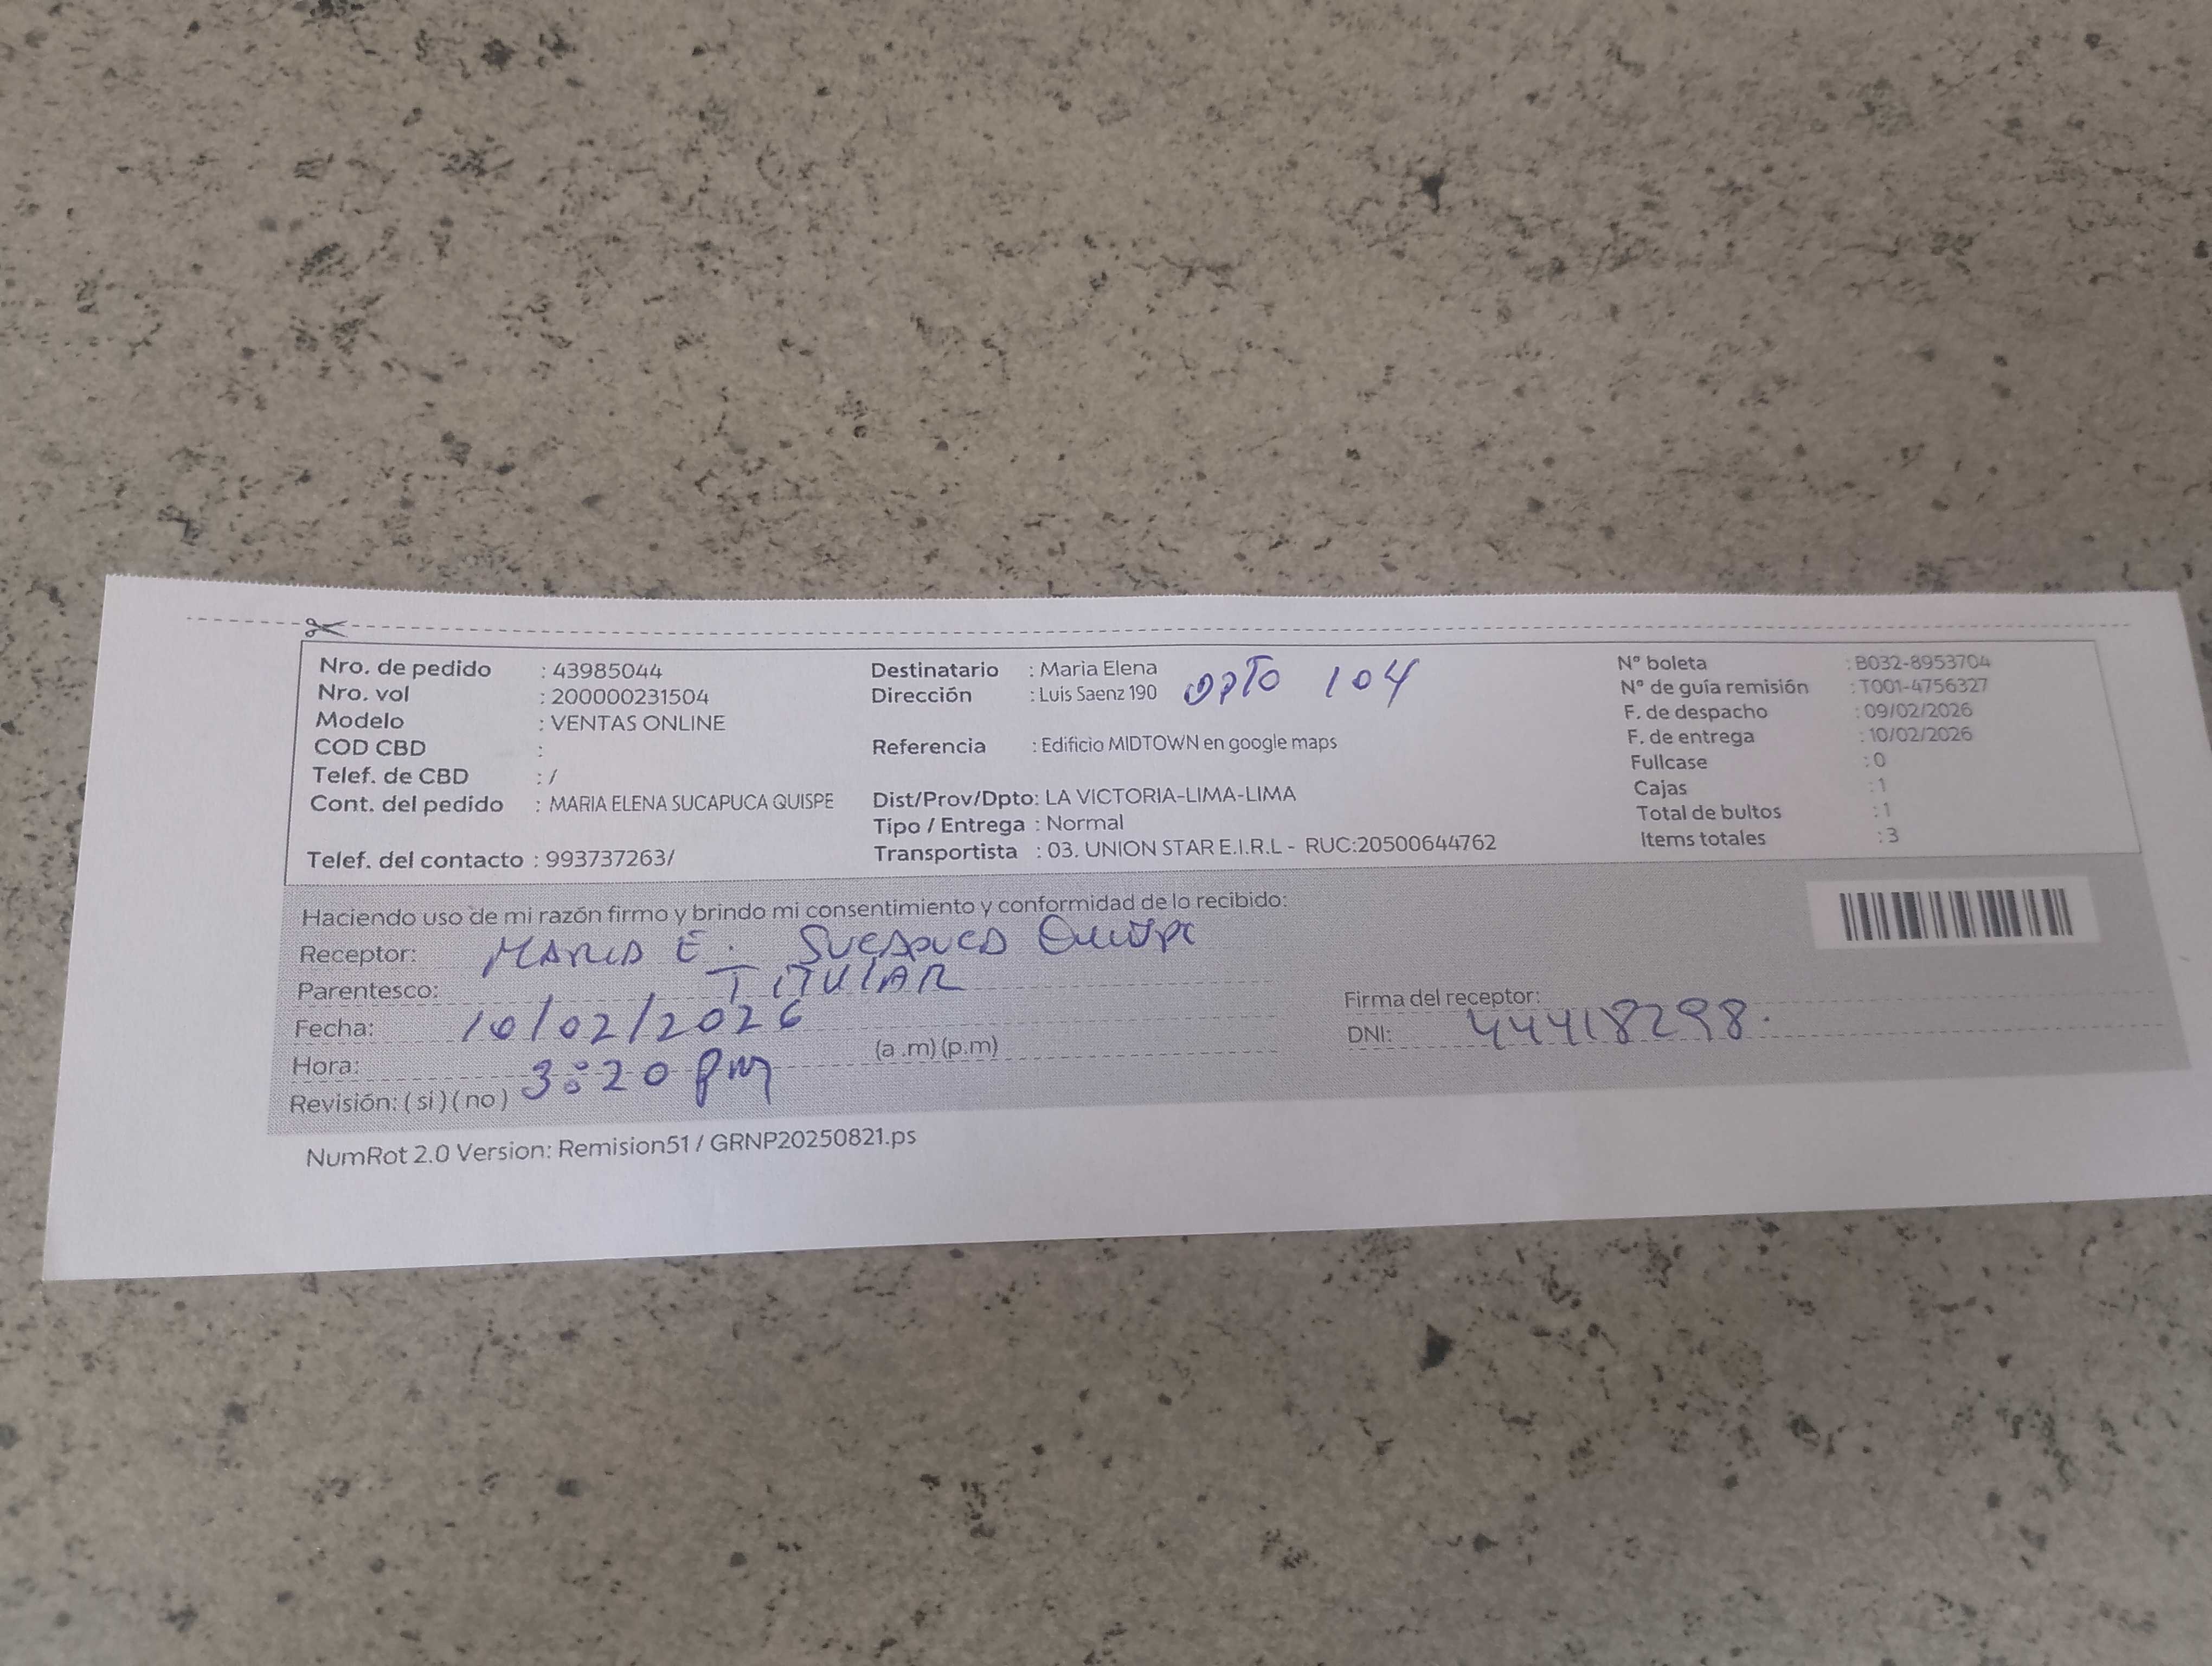 Nro. de pedido : 43985044
Nro. vol : 200000231504
Modelo : VENTAS ONLINE
COD CBD :
Telef. de CBD : /
Cont. del pedido : MARIA ELENA SUCAPUCA QUISPE
Telef. del contacto : 993737263/
Destinatario : Maria Elena
Dirección : Luis Saenz 190 DPTO 104
Referencia : Edificio MIDTOWN en google maps
Dist/Prov/Dpto: LA VICTORIA-LIMA-LIMA
Tipo / Entrega : Normal
Transportista : 03. UNION STAR E.I.R.L - RUC:20500644762
N° boleta : B032-8953704
N° de guía remisión : T001-4756327
F. de despacho : 09/02/2026
F. de entrega : 10/02/2026
Fullcase : 0
Cajas : 1
Total de bultos : 1
Items totales : 3
Haciendo uso de mi razón firmo y brindo mi consentimiento y conformidad de lo recibido:
Receptor: MARIA E. SUCAPUCA Quispe
Parentesco: TITULAR
Fecha: 10/02/2026
Hora: 3:20 pm (a .m) (p.m)
Revisión: ( si ) ( no )
Firma del receptor:
DNI: 44418298.
NumRot 2.0 Version: Remision51 / GRNP20250821.ps